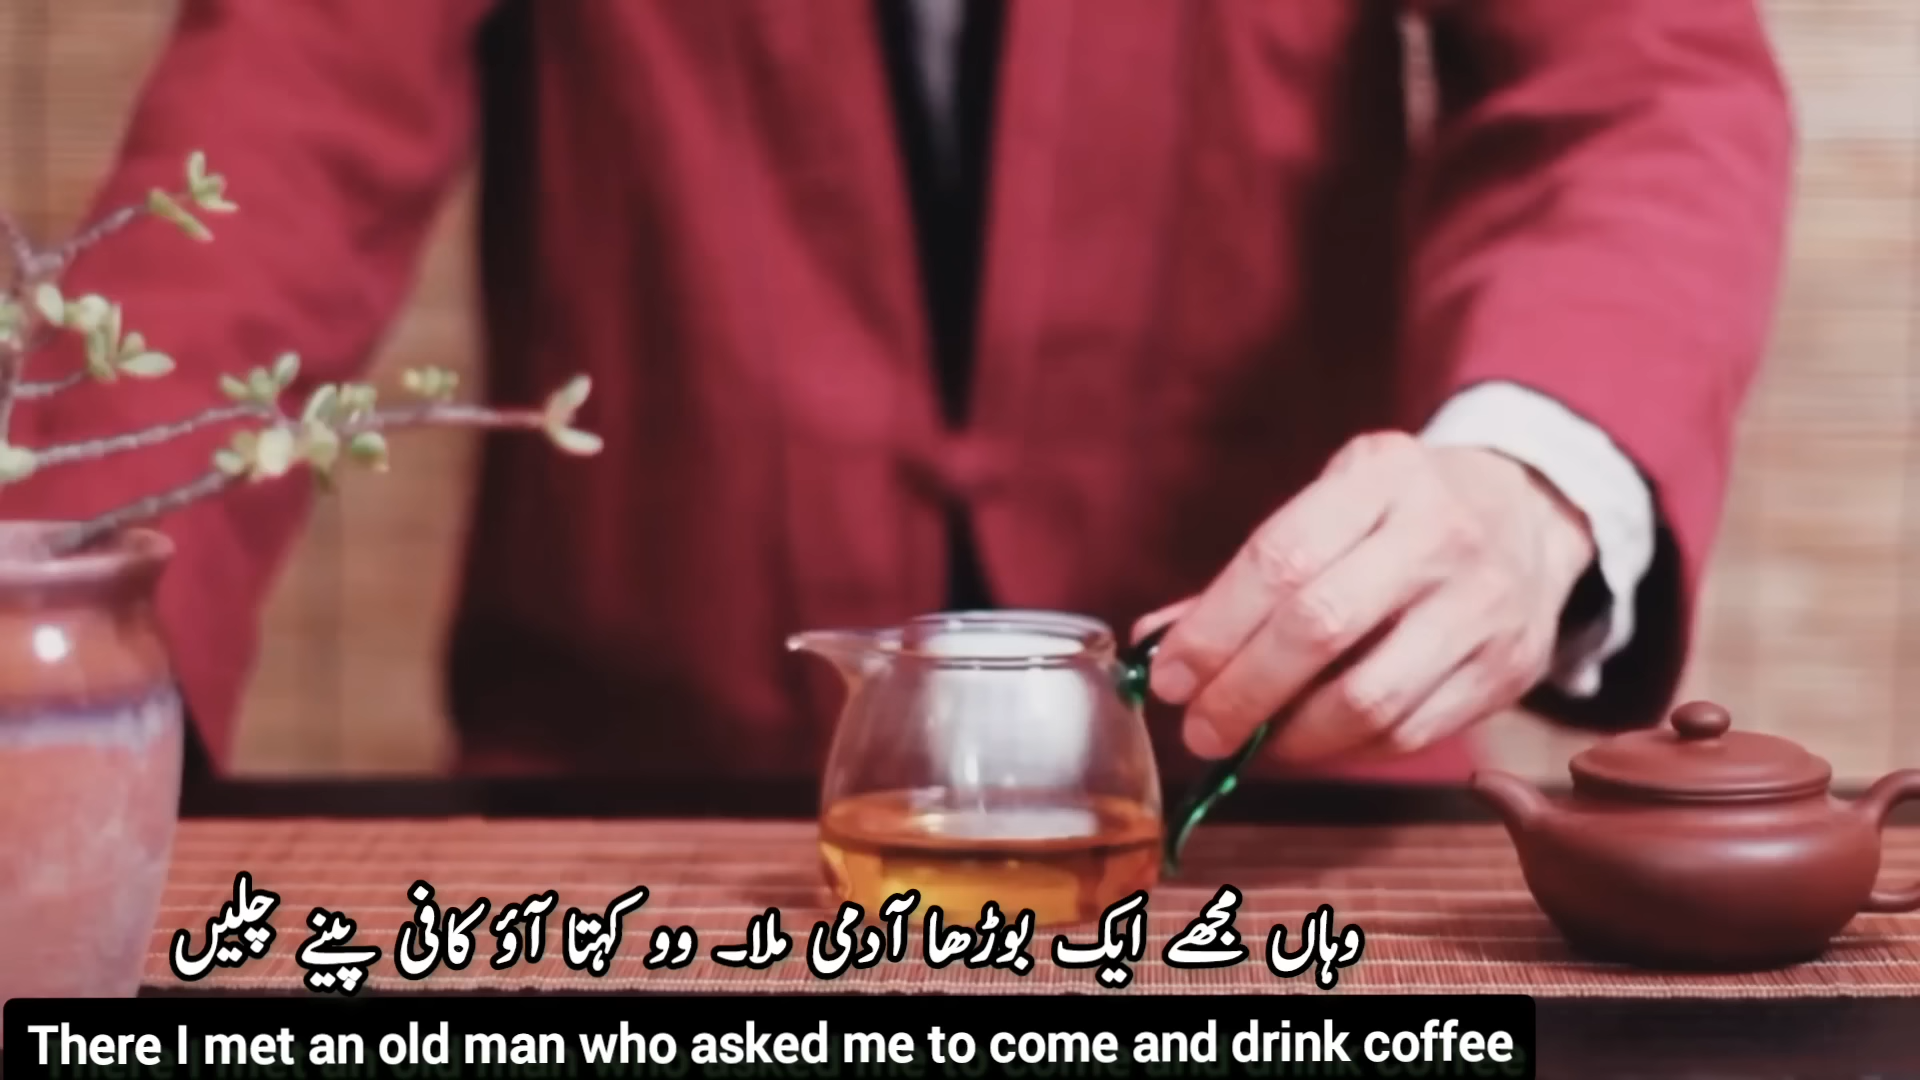 وہاں مجھے ایک بوڑھا آدمی ملا۔ وو کہتا آؤ کافی پینے چلیں
There I met an old man who asked me to come and drink coffee